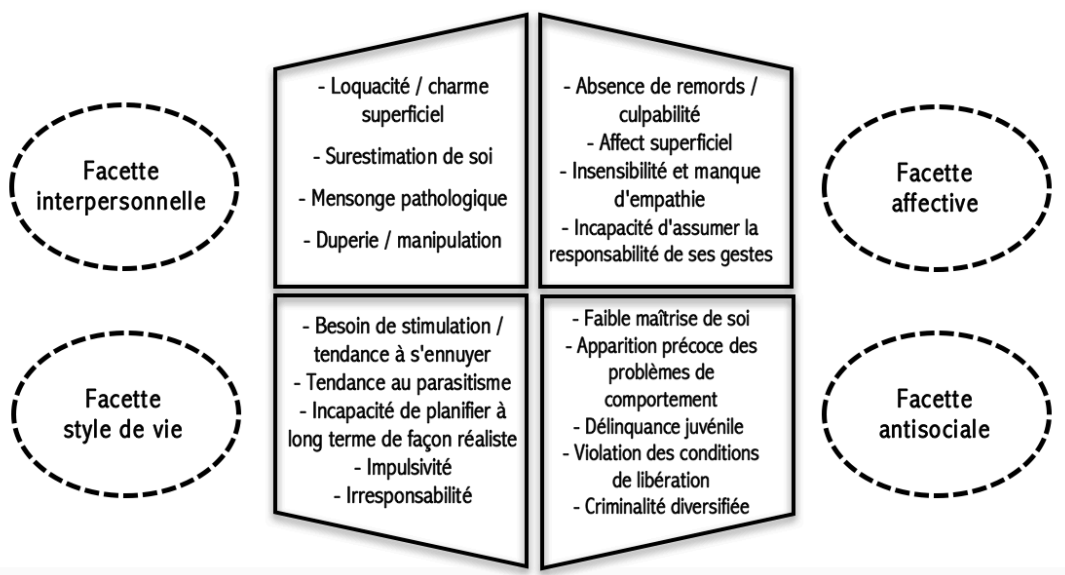 Facette
interpersonnelle
- Loquacité / charme
superficiel
- Surestimation de soi
- Mensonge pathologique
- Duperie / manipulation
- Absence de remords /
culpabilité
- Affect superficiel
- Insensibilité et manque
d'empathie
- Incapacité d'assumer la
responsabilité de ses gestes
Facette
affective
Facette
style de vie
- Besoin de stimulation /
tendance à s'ennuyer
- Tendance au parasitisme
- Incapacité de planifier à
long terme de façon réaliste
- Impulsivité
- Irresponsabilité
- Faible maîtrise de soi
- Apparition précoce des
problèmes de
comportement
- Délinquance juvénile
- Violation des conditions
de libération
- Criminalité diversifiée
Facette
antisociale